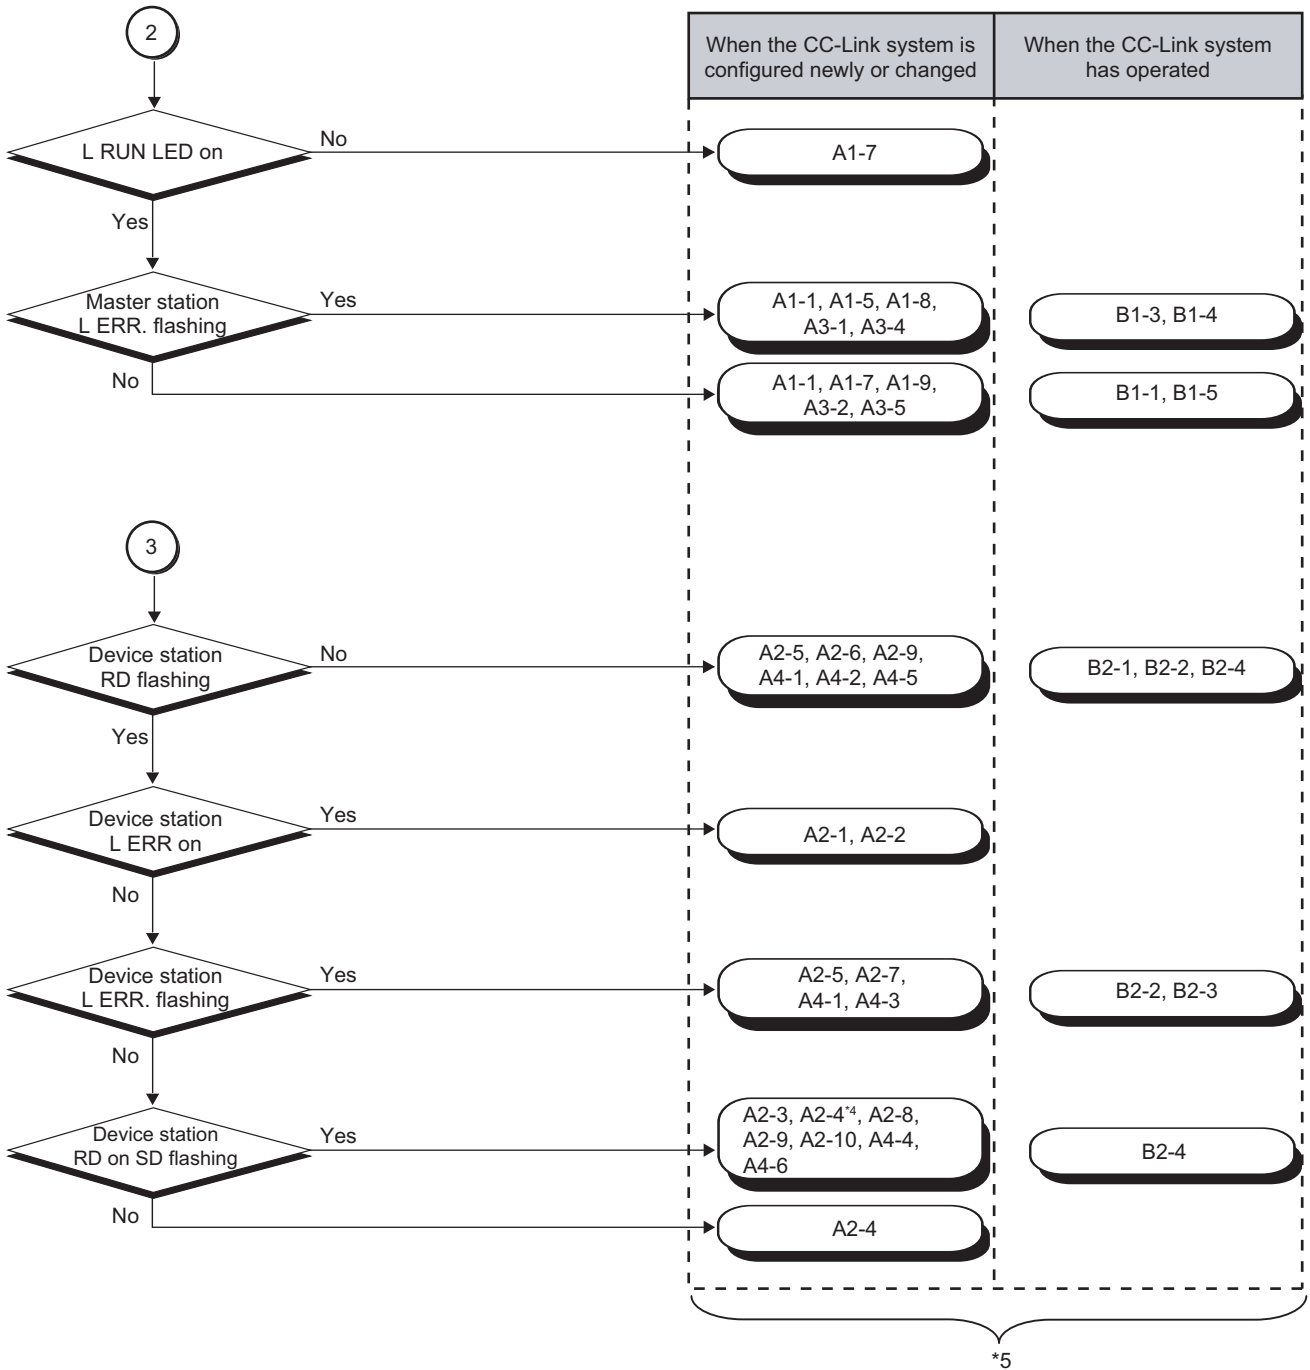 2
When the CC-Link system is
configured newly or changed
When the CC-Link system
has operated
L RUN LED on
No
A1-7
Yes
Master station
L ERR. flashing
Yes
A1-1, A1-5, A1-8,
A3-1, A3-4
B1-3, B1-4
No
A1-1, A1-7, A1-9,
A3-2, A3-5
B1-1, B1-5
3
Device station
RD flashing
No
A2-5, A2-6, A2-9,
A4-1, A4-2, A4-5
B2-1, B2-2, B2-4
Yes
Device station
L ERR on
Yes
A2-1, A2-2
No
Device station
L ERR. flashing
Yes
A2-5, A2-7,
A4-1, A4-3
B2-2, B2-3
No
Device station
RD on SD flashing
Yes
A2-3, A2-4*4, A2-8,
A2-9, A2-10, A4-4,
A4-6
B2-4
No
A2-4
*5